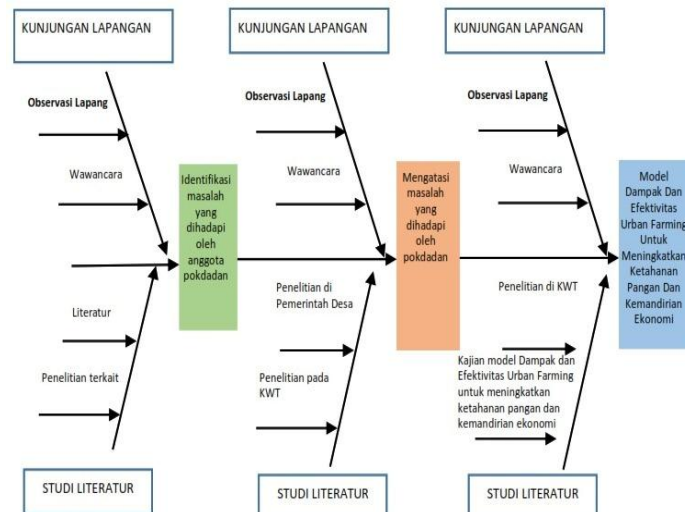 KUNJUNGAN LAPANGAN
KUNJUNGAN LAPANGAN
KUNJUNGAN LAPANGAN
Observasi Lapang
Wawancara
Literatur
Penelitian terkait
STUDI LITERATUR
Identifikasi
masalah
yang
dihadapi
oleh
anggota
pokdadan
Observasi Lapang
Wawancara
Penelitian di
Pemerintah Desa
Penelitian pada
KWT
STUDI LITERATUR
Mengatasi
masalah
yang
dihadapi
oleh
pokdadan
Observasi Lapang
Wawancara
Penelitian di KWT
Kajian model Dampak dan
Efektivitas Urban Farming
untuk meningkatkan
ketahanan pangan dan
kemandirian ekonomi
STUDI LITERATUR
Model
Dampak Dan
Efektivitas
Urban Farming
Untuk
Meningkatkan
Ketahanan
Pangan Dan
Kemandirian
Ekonomi